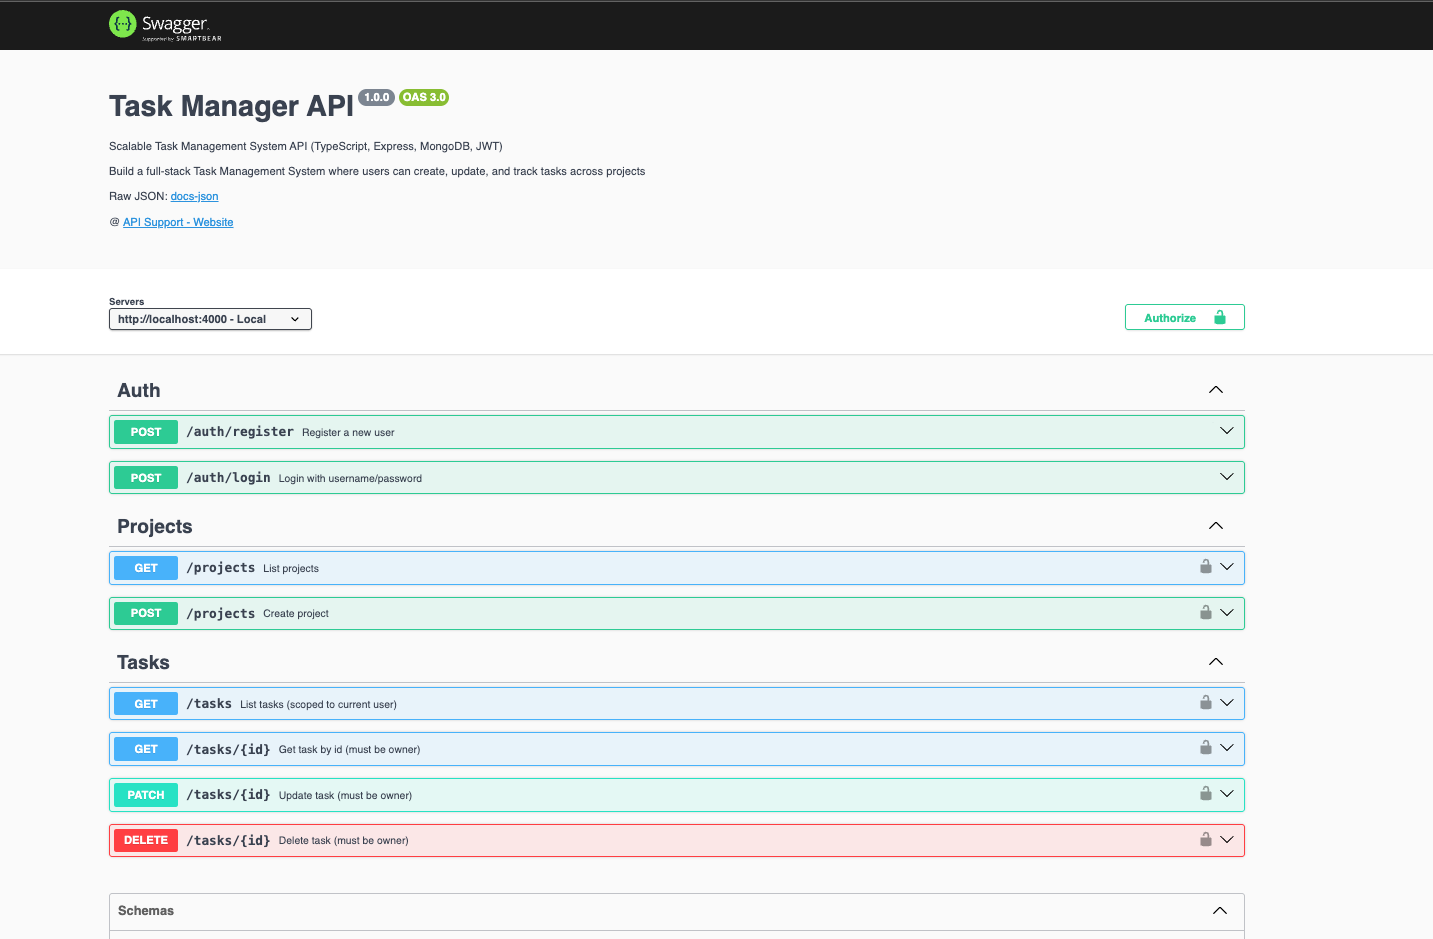 Swagger.
Supported by SMARTBEAR
Task Manager API 1.0.0 OAS 3.0
Scalable Task Management System API (TypeScript, Express, MongoDB, JWT)
Build a full-stack Task Management System where users can create, update, and track tasks across projects
Raw JSON: docs-json
@ API Support - Website
Servers
http://localhost:4000 - Local
Authorize
Auth
POST /auth/register Register a new user
POST /auth/login Login with username/password
Projects
GET /projects List projects
POST /projects Create project
Tasks
GET /tasks List tasks (scoped to current user)
GET /tasks/{id} Get task by id (must be owner)
PATCH /tasks/{id} Update task (must be owner)
DELETE /tasks/{id} Delete task (must be owner)
Schemas